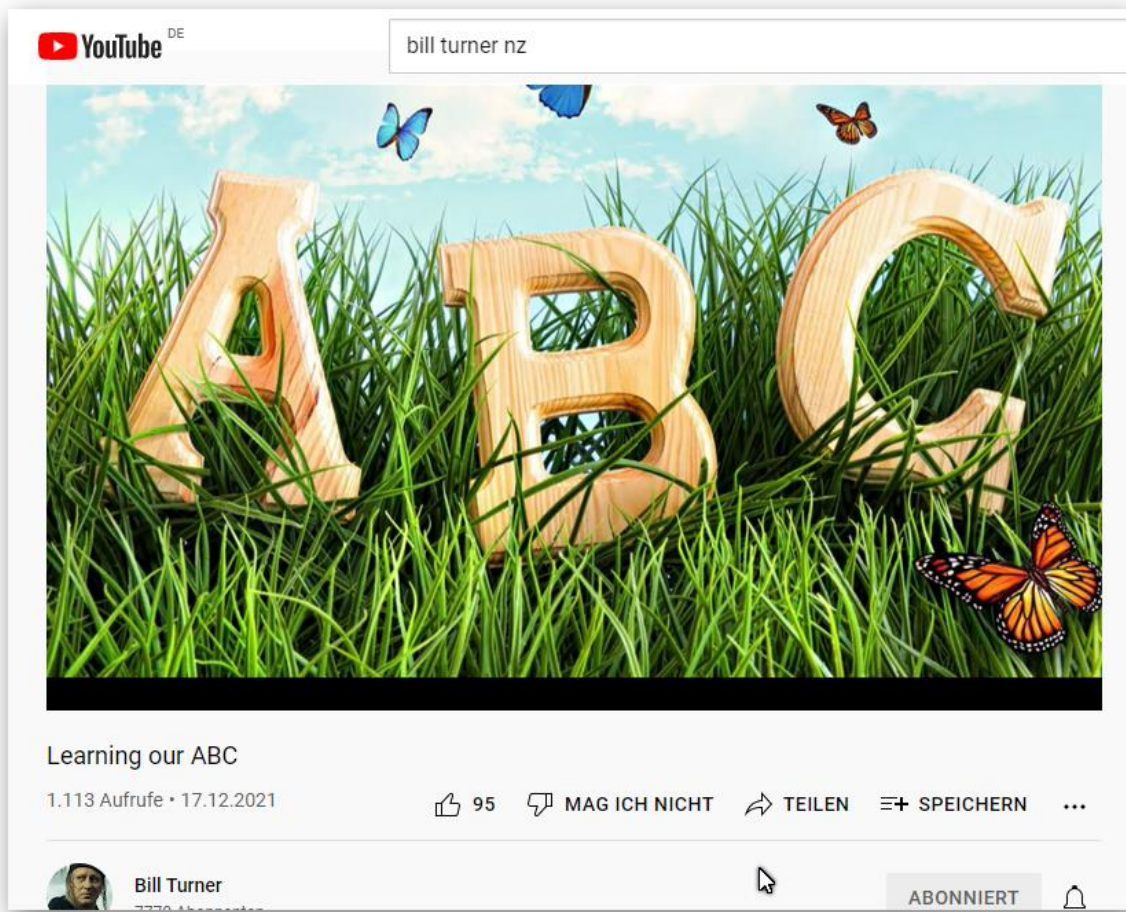 YouTube DE
bill turner nz
A B C
Learning our ABC
1.113 Aufrufe • 17.12.2021
95 MAG ICH NICHT TEILEN SPEICHERN
Bill Turner
ABONNIERT